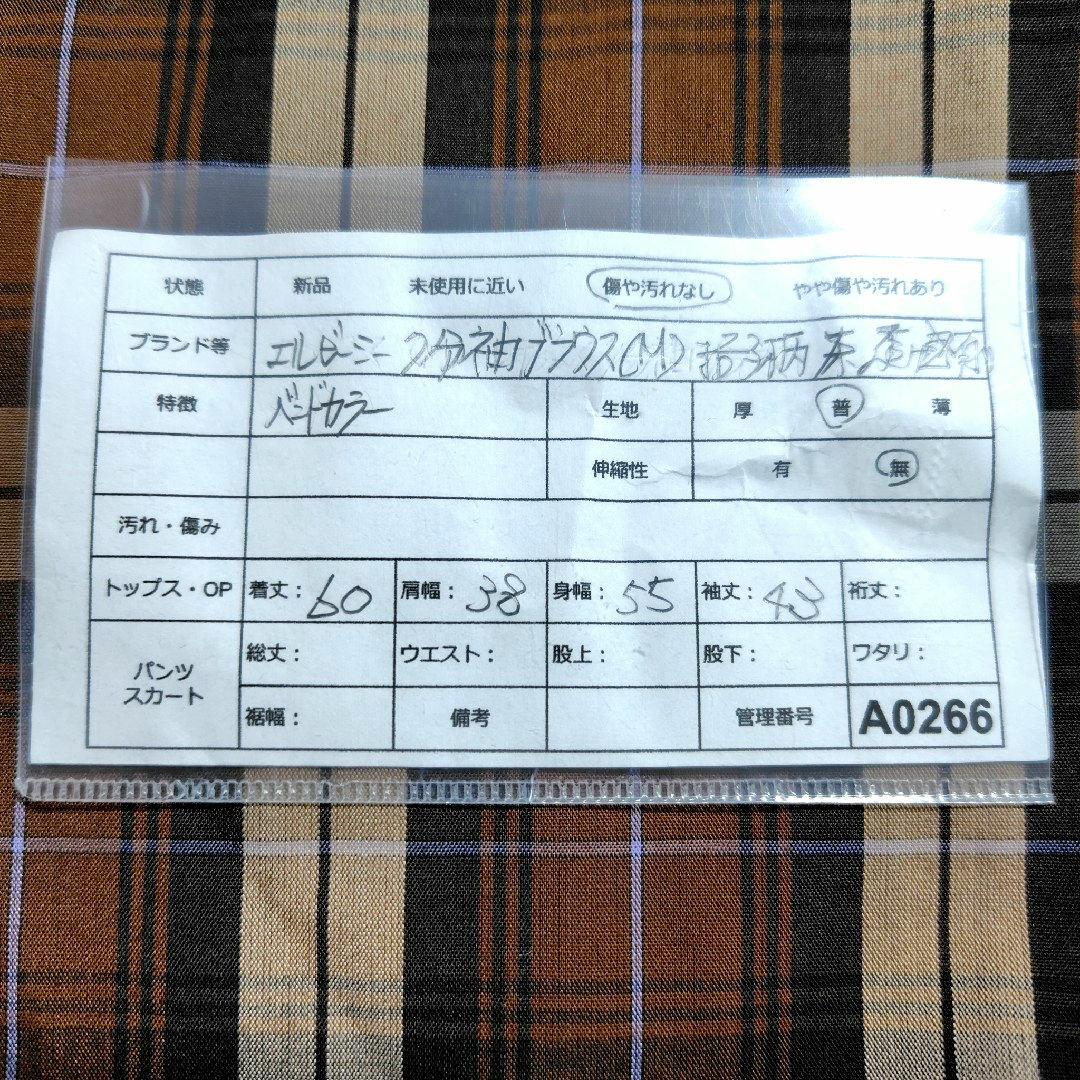 状態 新品 未使用に近い 傷や汚れなし やや傷や汚れあり
ブランド等 エルビーシー 分袖ブラウス(M) 柄 茶
特徴 バンドカラー 生地 厚 普 薄
伸縮性 有 無
汚れ・傷み
トップス・OP 着丈: 60 肩幅: 38 身幅: 55 袖丈: 43 裄丈:
パンツ スカート 総丈: ウエスト: 股上: 股下: ワタリ:
裾幅: 備考 管理番号 A0266